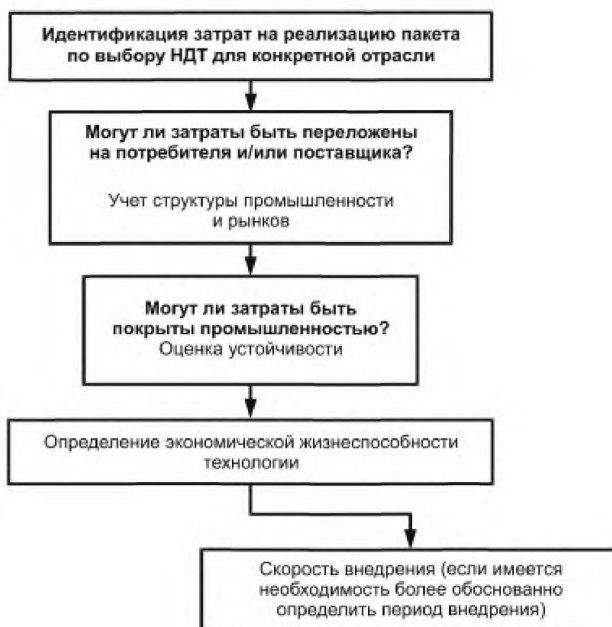 Идентификация затрат на реализацию пакета
по выбору НДТ для конкретной отрасли
Могут ли затраты быть переложены
на потребителя и/или поставщика?
Учет структуры промышленности
и рынков
Могут ли затраты быть
покрыты промышленностью?
Оценка устойчивости
Определение экономической жизнеспособности
технологии
Скорость внедрения (если имеется
необходимость более обоснованно
определить период внедрения)